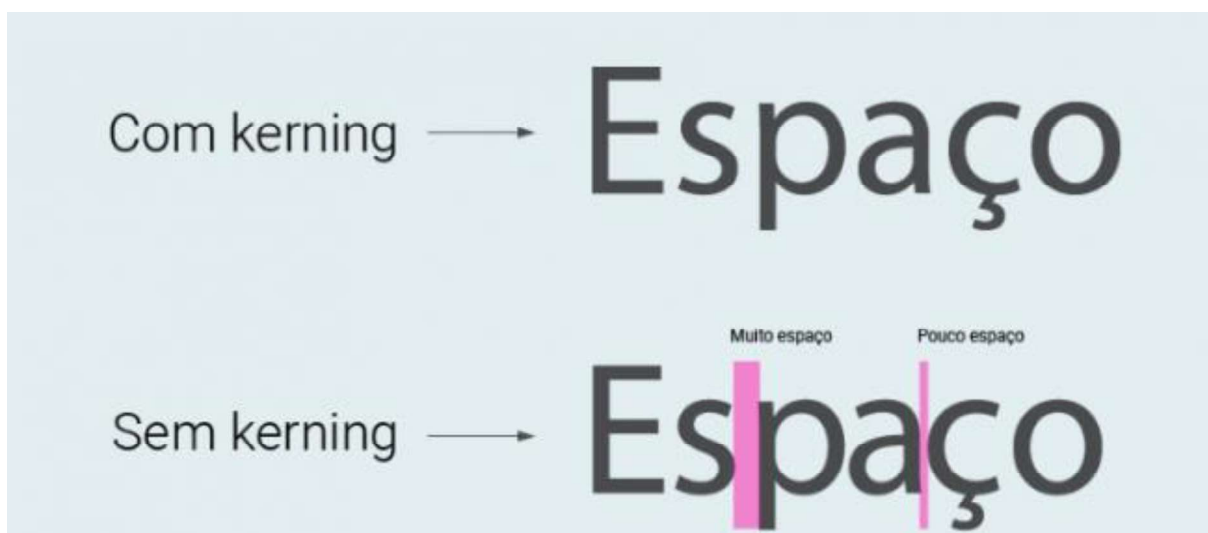 Com kerning
Espaço
Muito espaço
Pouco espaço
Sem kerning
Espaço